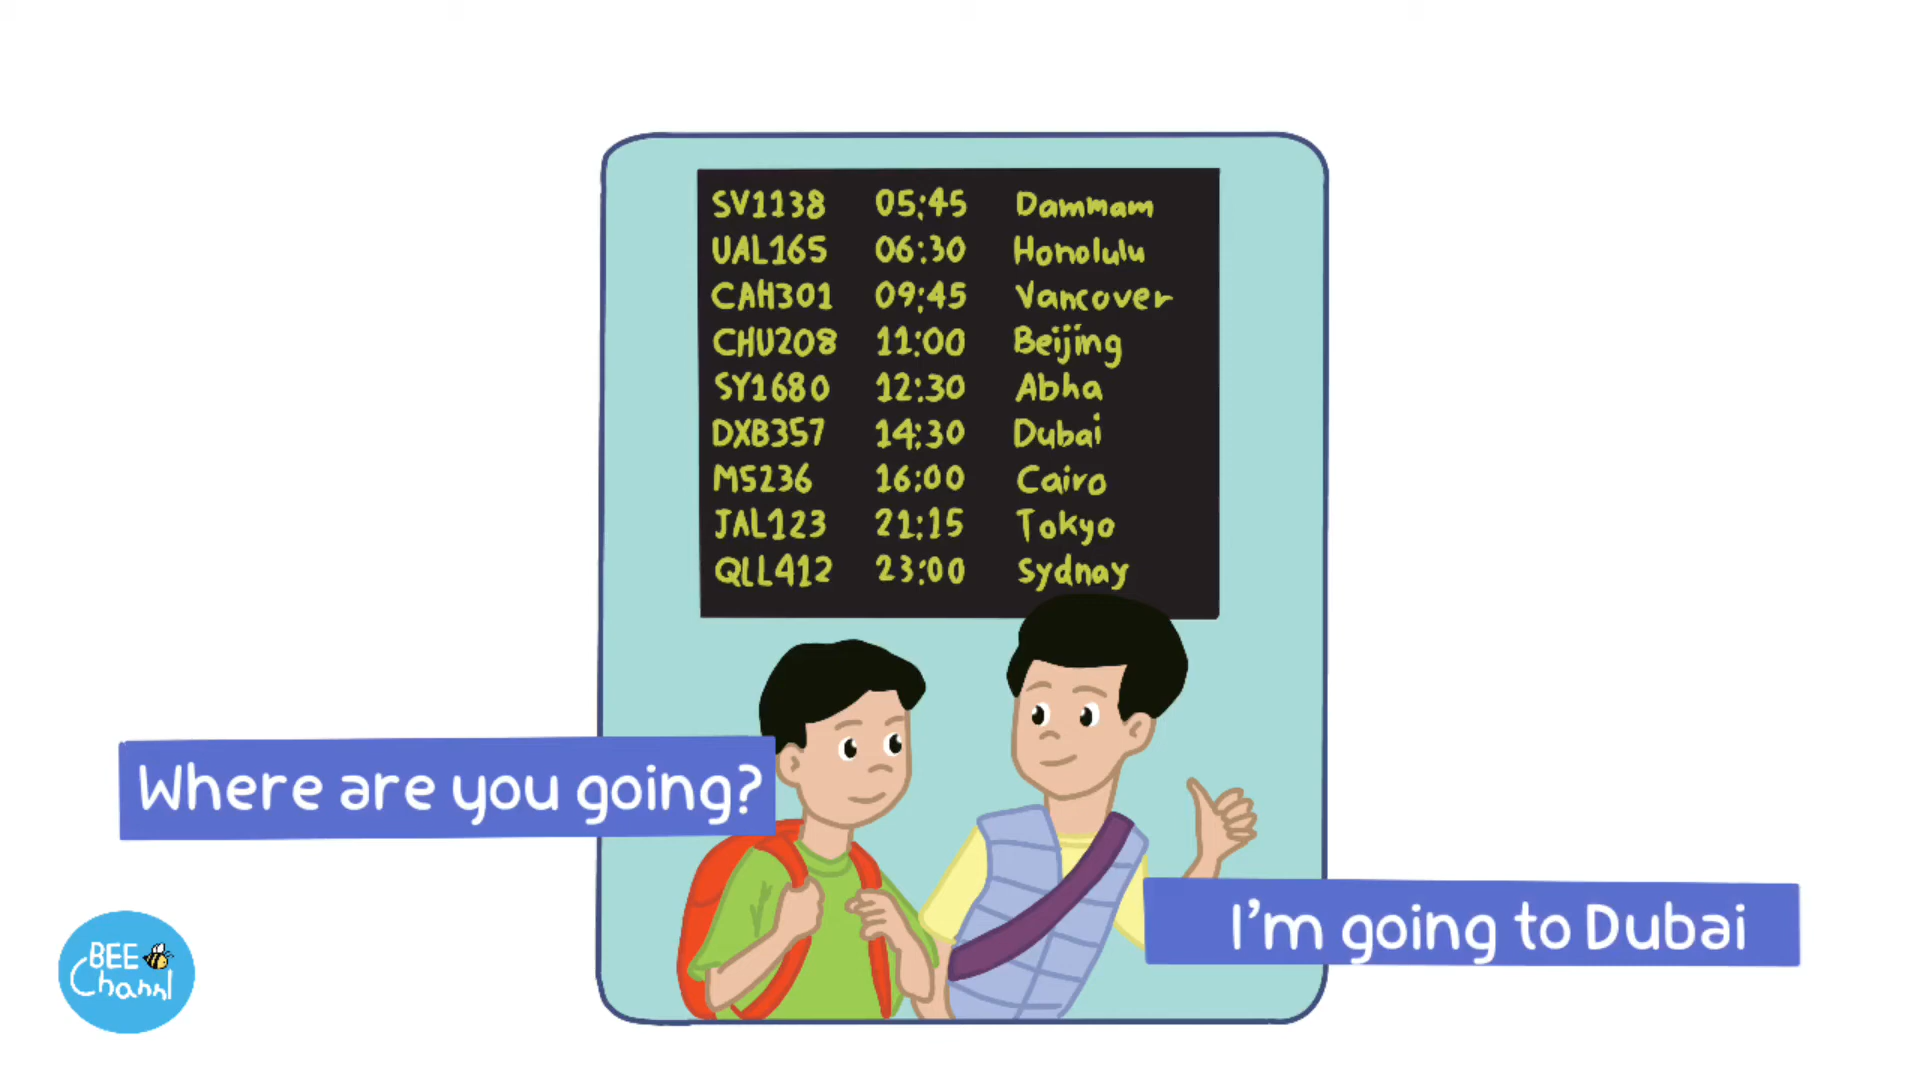 SV1138 05:45 Dammam
UAL165 06:30 Honolulu
CAH301 09:45 Vancover
CHU208 11:00 Beijing
SY1680 12:30 Abha
DXB357 14:30 Dubai
MS236 16:00 Cairo
JAL123 21:15 Tokyo
QLL412 23:00 Sydnay
Where are you going?
I'm going to Dubai
BEE
Channl